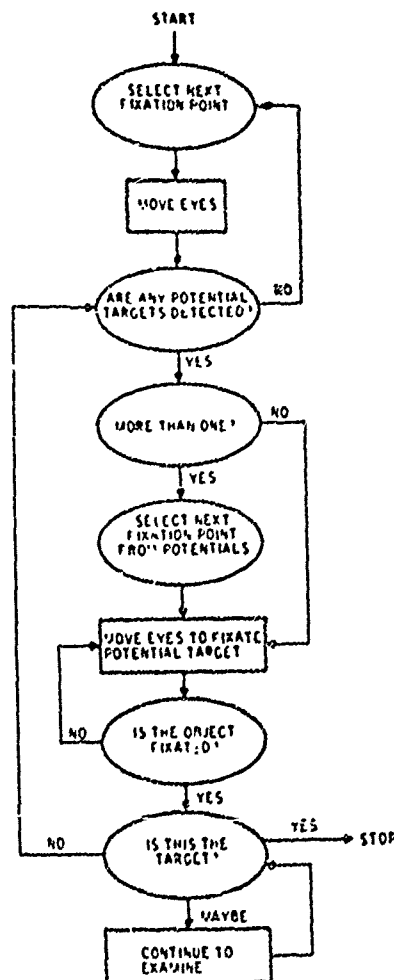 START
SELECT NEXT
FIXATION POINT
MOVE EYES
ARE ANY POTENTIAL
TARGETS DETECTED?
NO
YES
MORE THAN ONE?
NO
YES
SELECT NEXT
FIXATION POINT
FROM POTENTIALS
MOVE EYES TO FIXATE
POTENTIAL TARGET
NO
IS THE OBJECT
FIXATED?
YES
NO
IS THIS THE
TARGET?
YES
STOP
MAYBE
CONTINUE TO
EXAMINE